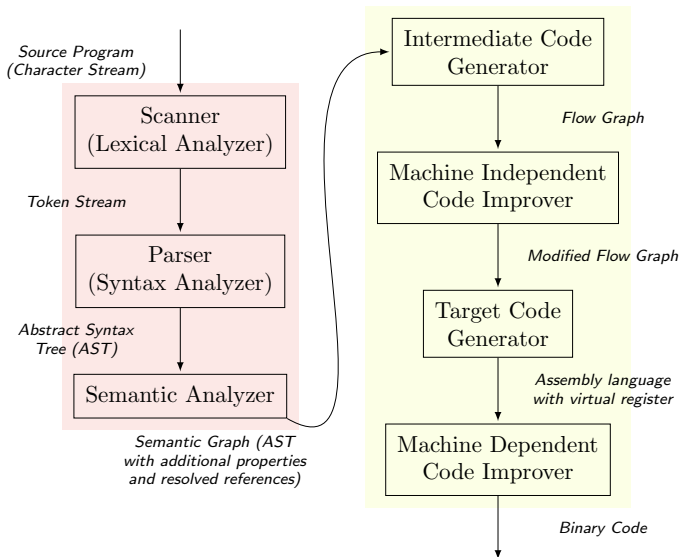 Source Program
(Character Stream)
Scanner
(Lexical Analyzer)
Token Stream
Parser
(Syntax Analyzer)
Abstract Syntax
Tree (AST)
Semantic Analyzer
Semantic Graph (AST
with additional properties
and resolved references)
Intermediate Code
Generator
Flow Graph
Machine Independent
Code Improver
Modified Flow Graph
Target Code
Generator
Assembly language
with virtual register
Machine Dependent
Code Improver
Binary Code